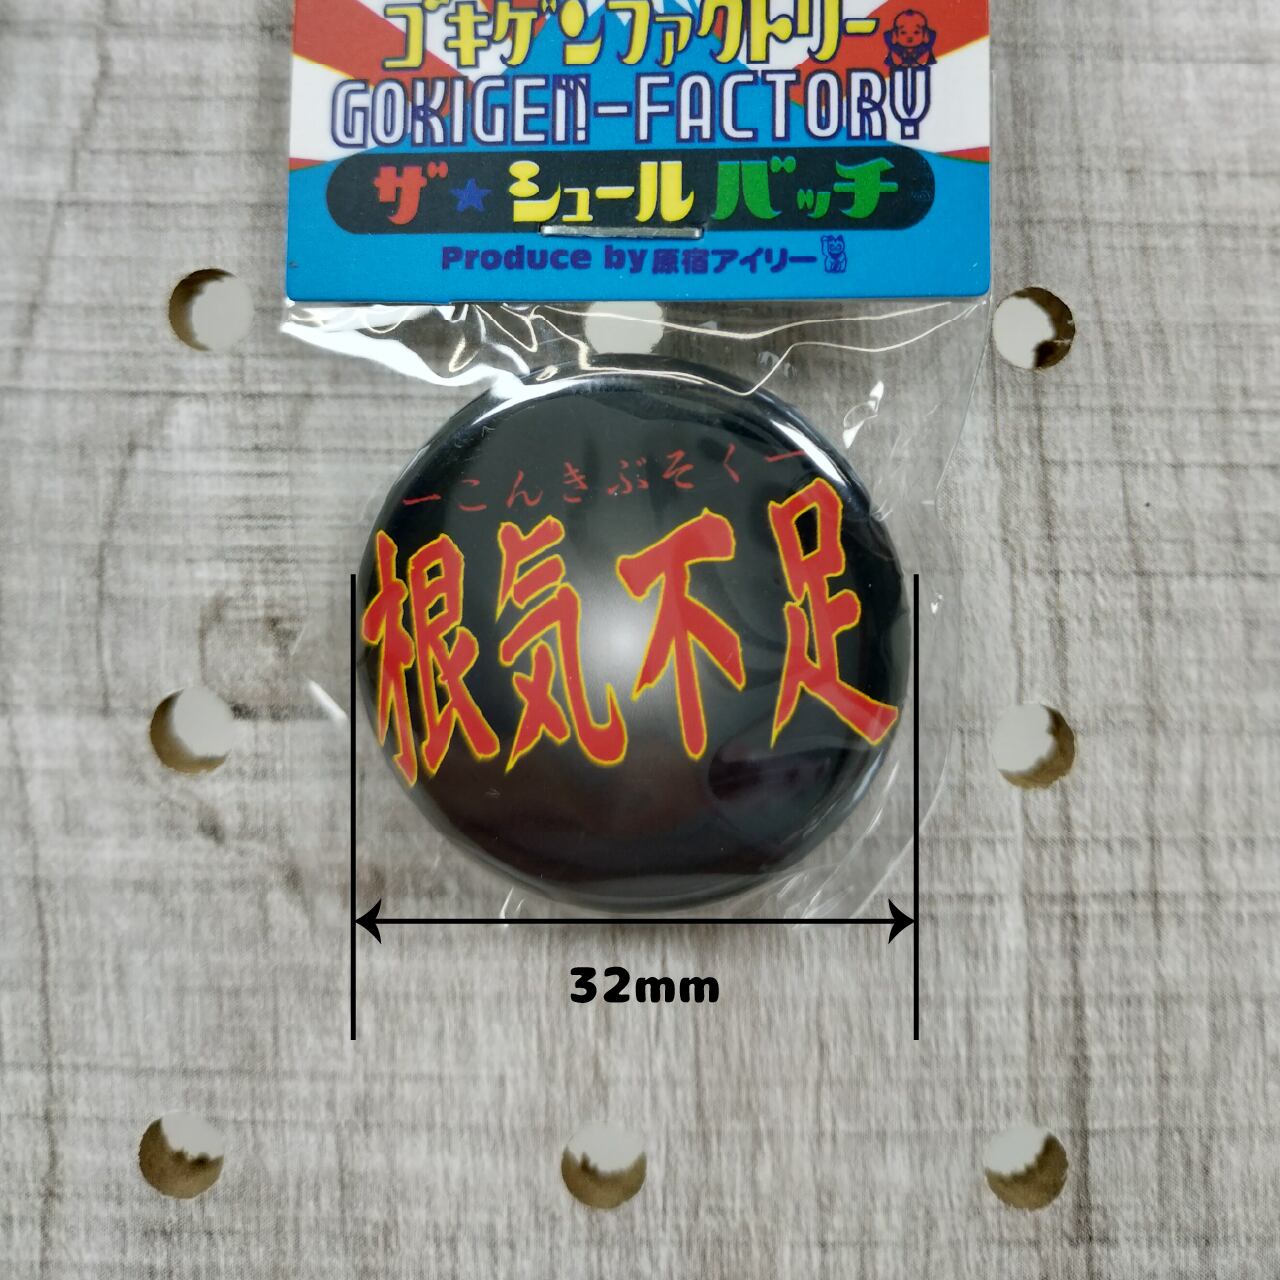 ゴキゲンファクトリー
GOKIGEN-FACTORY
ザ★シュールバッチ
Produce by原宿アイリー
ーこんきぶそくー
根気不足
32mm